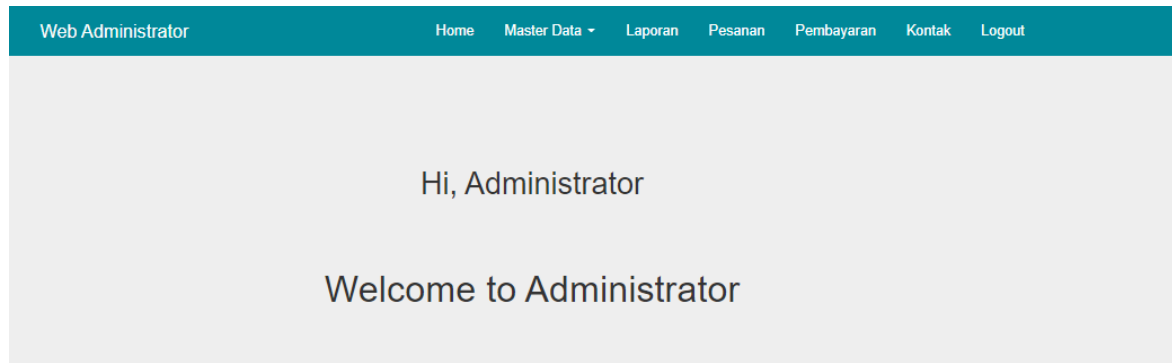 Web Administrator Home Master Data Laporan Pesanan Pembayaran Kontak Logout
Hi, Administrator
Welcome to Administrator